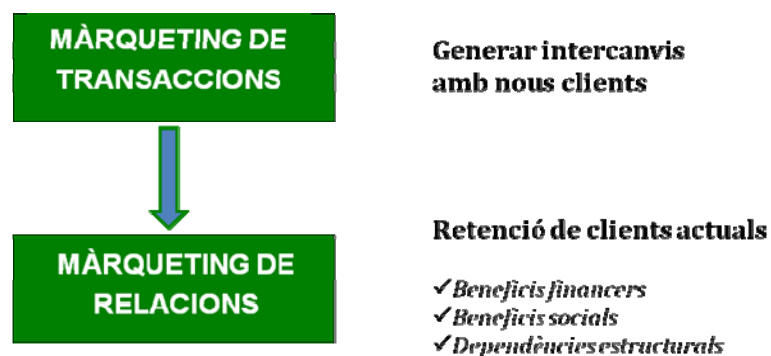 MÀRQUETING DE
TRANSACCIONS
Generar intercanvis
amb nous clients
MÀRQUETING DE
RELACIONS
Retenció de clients actuals
✓Beneficis financers
✓Beneficis socials
✓Dependències estructurals